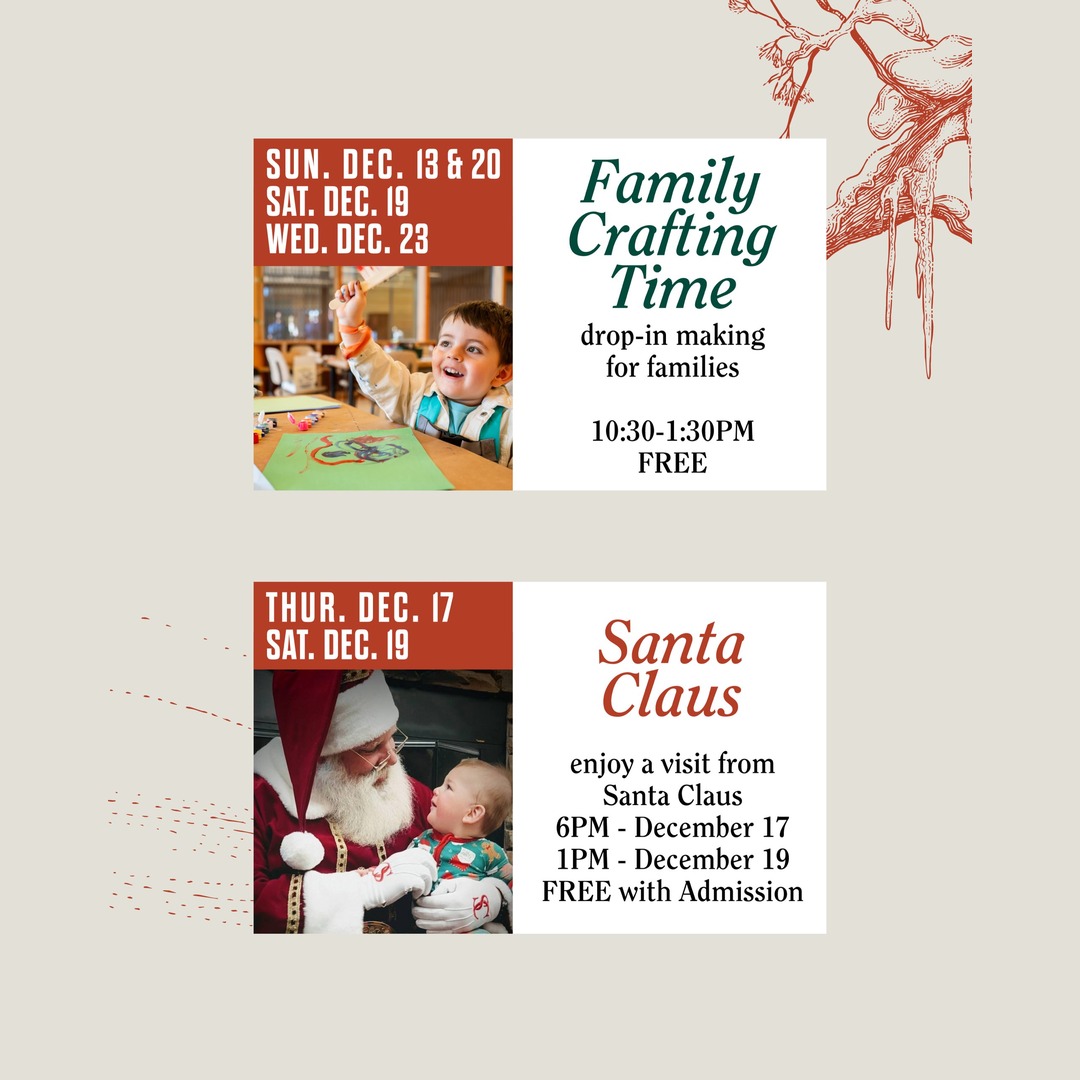 SUN. DEC. 13 & 20
SAT. DEC. 19
WED. DEC. 23
Family
Crafting
Time
drop-in making
for families
10:30-1:30PM
FREE
THUR. DEC. 17
SAT. DEC. 19
Santa
Claus
enjoy a visit from
Santa Claus
6PM - December 17
1PM - December 19
FREE with Admission
SC